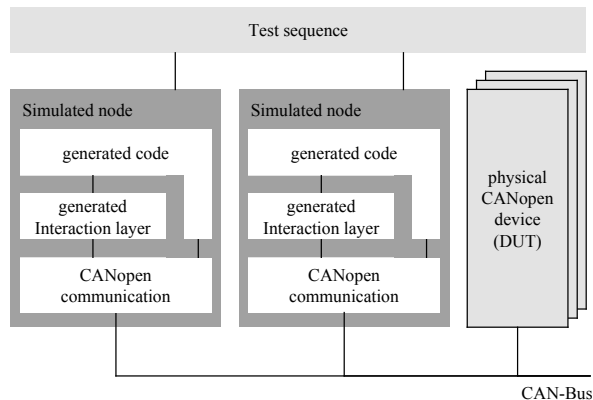 Test sequence
Simulated node
generated code
generated
Interaction layer
CANopen
communication
Simulated node
generated code
generated
Interaction layer
CANopen
communication
physical
CANopen
device
(DUT)
CAN-Bus